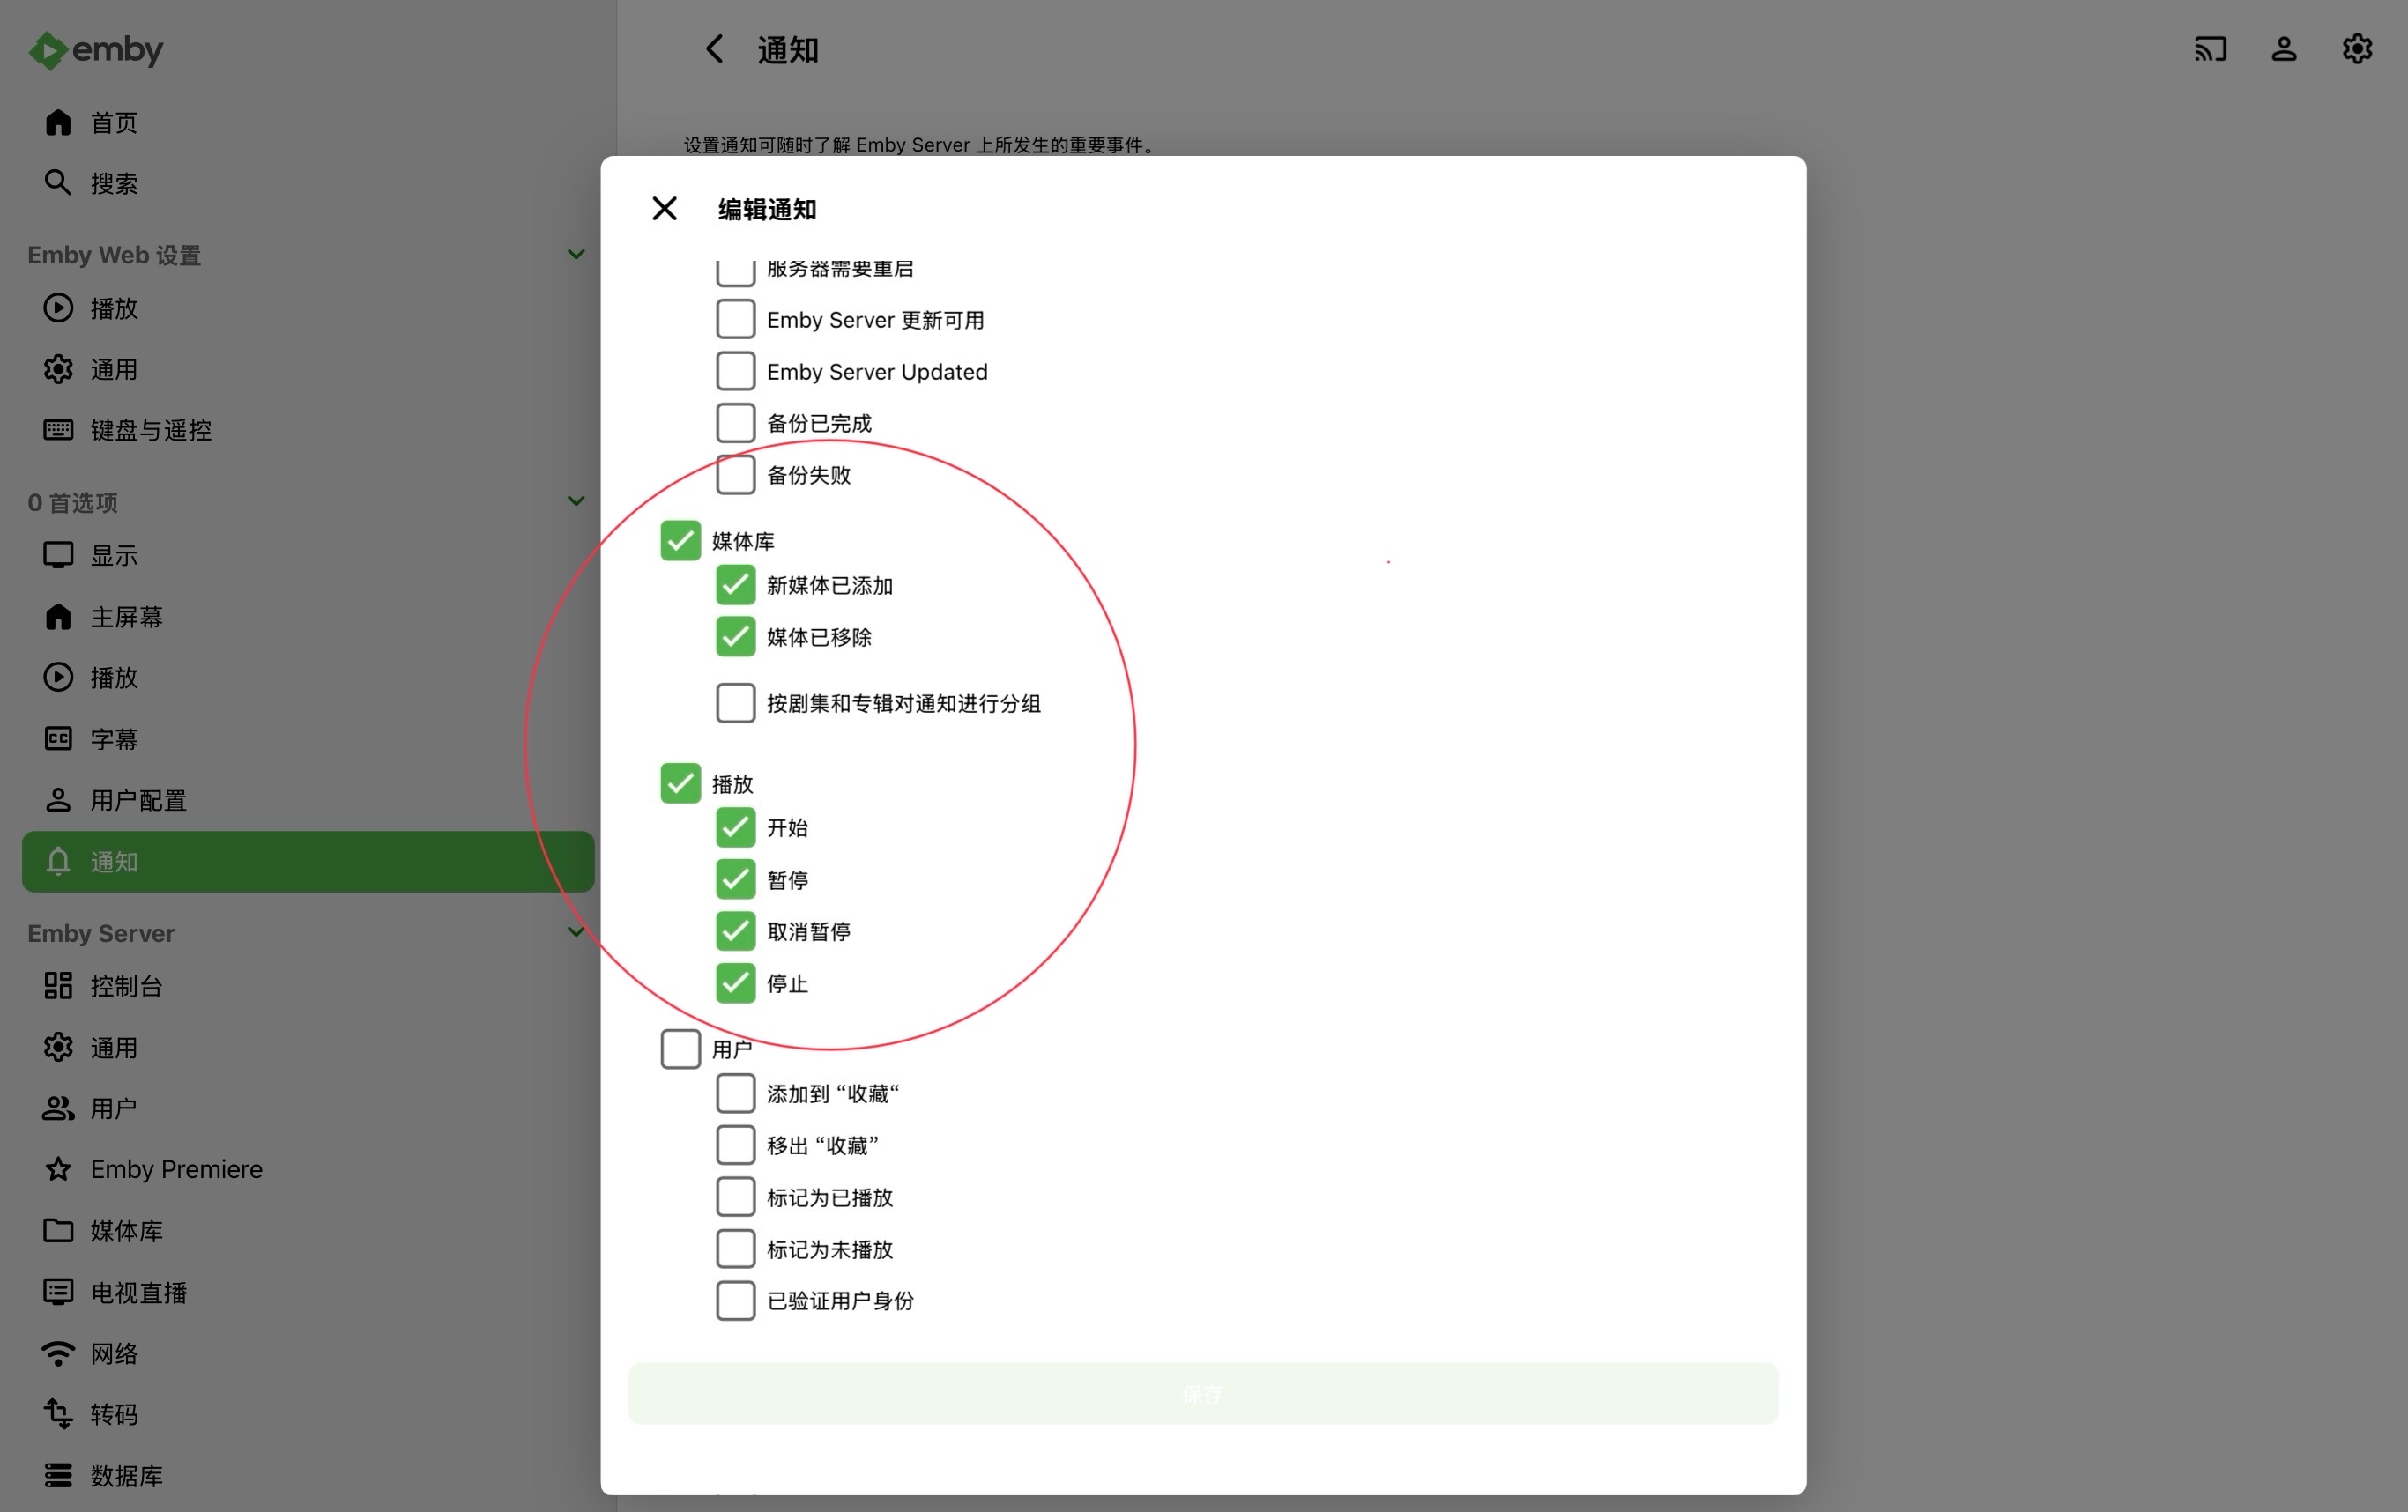 emby
首页
搜索
Emby Web 设置
播放
通用
键盘与遥控
0 首选项
显示
主屏幕
播放
字幕
用户配置
通知
Emby Server
控制台
通用
用户
Emby Premiere
媒体库
电视直播
网络
转码
数据库
通知
设置通知可随时了解 Emby Server 上所发生的重要事件。
编辑通知
服务器需要重启
Emby Server 更新可用
Emby Server Updated
备份已完成
备份失败
媒体库
新媒体已添加
媒体已移除
按剧集和专辑对通知进行分组
播放
开始
暂停
取消暂停
停止
用户
添加到 “收藏“
移出 “收藏”
标记为已播放
标记为未播放
已验证用户身份
保存